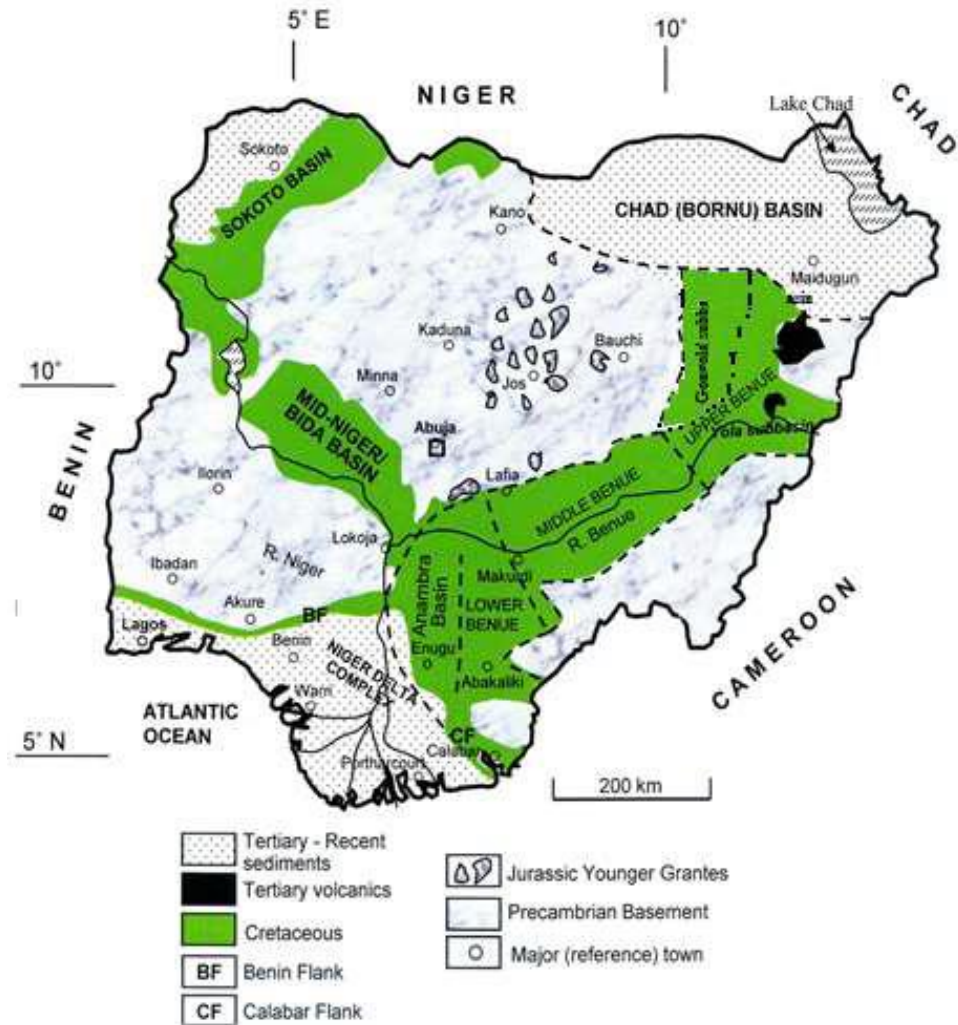 5° E
10°
NIGER
CHAD
Lake Chad
Sokoto
SOKOTO BASIN
Kano
CHAD (BORNU) BASIN
Maiduguri
Kaduna
Bauchi
Jos
10°
Minna
MID-NIGER/
BIDA BASIN
Abuja
UPPER BENUE
Yola subbasin
BENIN
Ilorin
Lafia
MIDDLE BENUE
R. Benue
Lokoja
R. Niger
Ibadan
Makurdi
Akure
BF
Anambra
Basin
LOWER
BENUE
Lagos
Benin
Enugu
Abakaliki
NIGER DELTA
COMPLEX
Warri
CAMEROON
ATLANTIC
OCEAN
CF
Calabar
5° N
Portharcourt
200 km
Tertiary - Recent
sediments
Tertiary volcanics
Cretaceous
BF Benin Flank
CF Calabar Flank
Jurassic Younger Grantes
Precambrian Basement
Major (reference) town